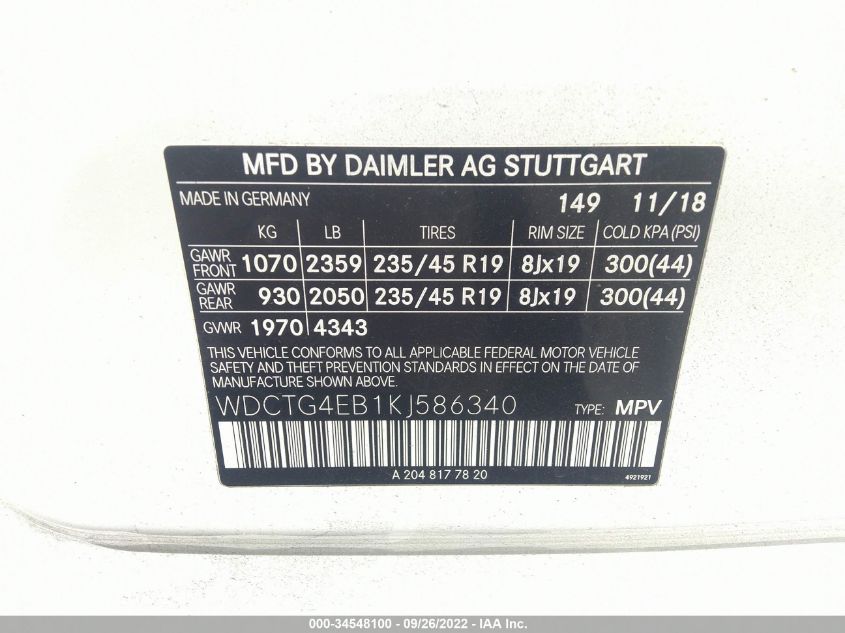 MFD BY DAIMLER AG STUTTGART
MADE IN GERMANY 149 11/18
KG LB TIRES RIM SIZE COLD KPA (PSI)
GAWR FRONT 1070 2359 235/45 R19 8Jx19 300(44)
GAWR REAR 930 2050 235/45 R19 8Jx19 300(44)
GVWR 1970 4343
THIS VEHICLE CONFORMS TO ALL APPLICABLE FEDERAL MOTOR VEHICLE
SAFETY AND THEFT PREVENTION STANDARDS IN EFFECT ON THE DATE OF
MANUFACTURE SHOWN ABOVE.
WDCTG4EB1KJ586340 TYPE: MPV
A 204 817 78 20
4921921
000-34548100 - 09/26/2022 - IAA Inc.